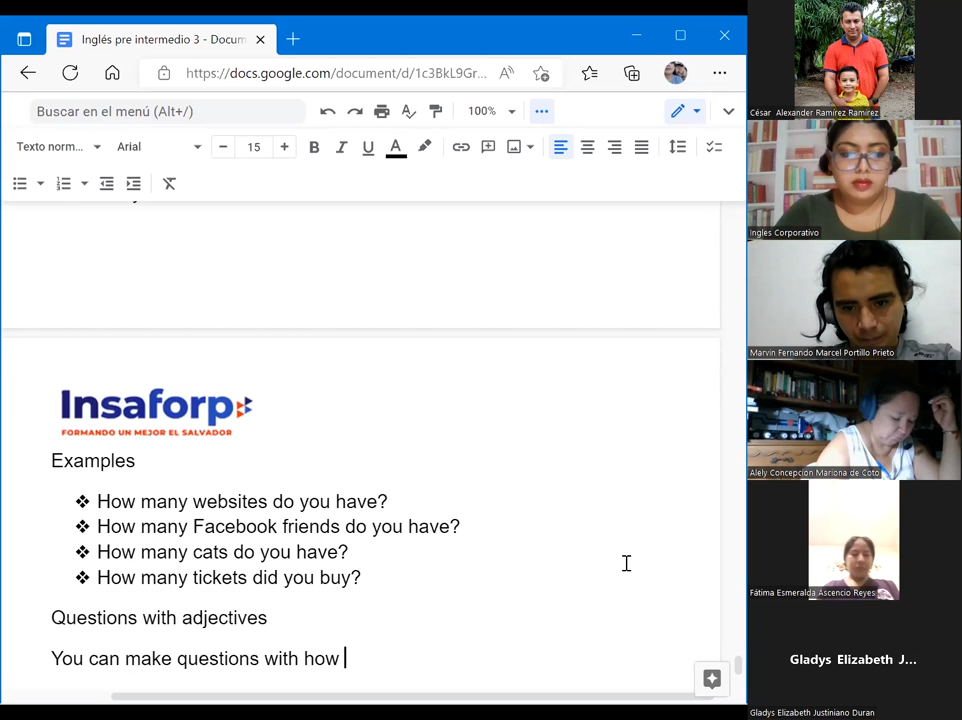 Inglés pre intermedio 3 - Docum
https://docs.google.com/document/d/1c3BkL9Gr...
Buscar en el menú (Alt+/)
100%
Texto norm...
Arial
15
Insaforp
FORMANDO UN MEJOR EL SALVADOR
Examples
❖ How many websites do you have?
❖ How many Facebook friends do you have?
❖ How many cats do you have?
❖ How many tickets did you buy?
Questions with adjectives
You can make questions with how
César Alexander Ramírez Ramírez
Ingles Corporativo
Marvin Fernando Marcel Portillo Prieto
Alely Concepcion Mariona de Coto
Fátima Esmeralda Ascencio Reyes
Gladys Elizabeth J...
Gladys Elizabeth Justiniano Duran